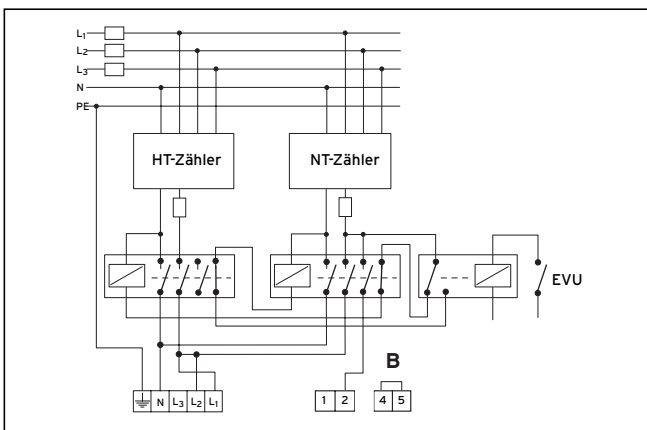 L1
L2
L3
N
PE
HT-Zähler NT-Zähler
EVU
B
N L3 L2 L1 1 2 4 5